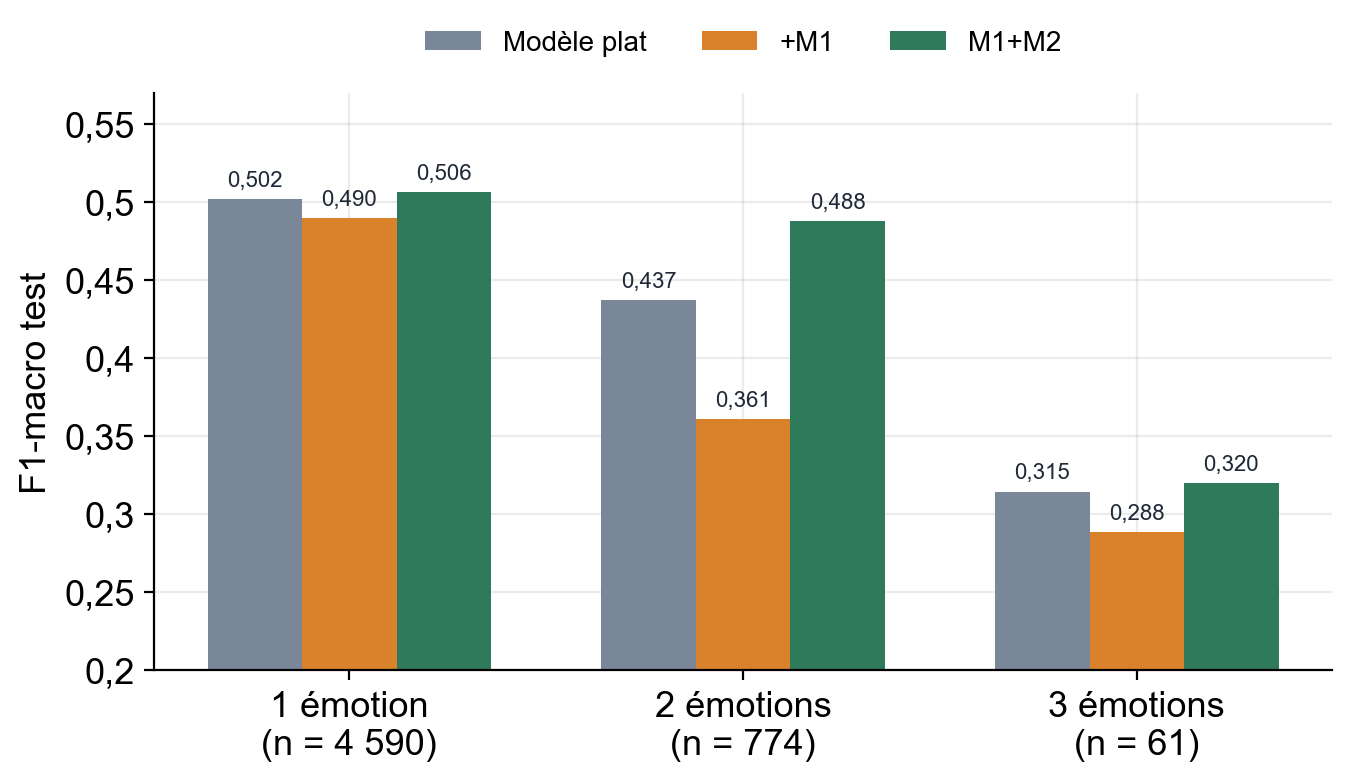 Modèle plat +M1 M1+M2
F1-macro test
0,55
0,5
0,45
0,4
0,35
0,3
0,25
0,2
0,502 0,490 0,506
0,437 0,361 0,488
0,315 0,288 0,320
1 émotion
(n = 4 590)
2 émotions
(n = 774)
3 émotions
(n = 61)